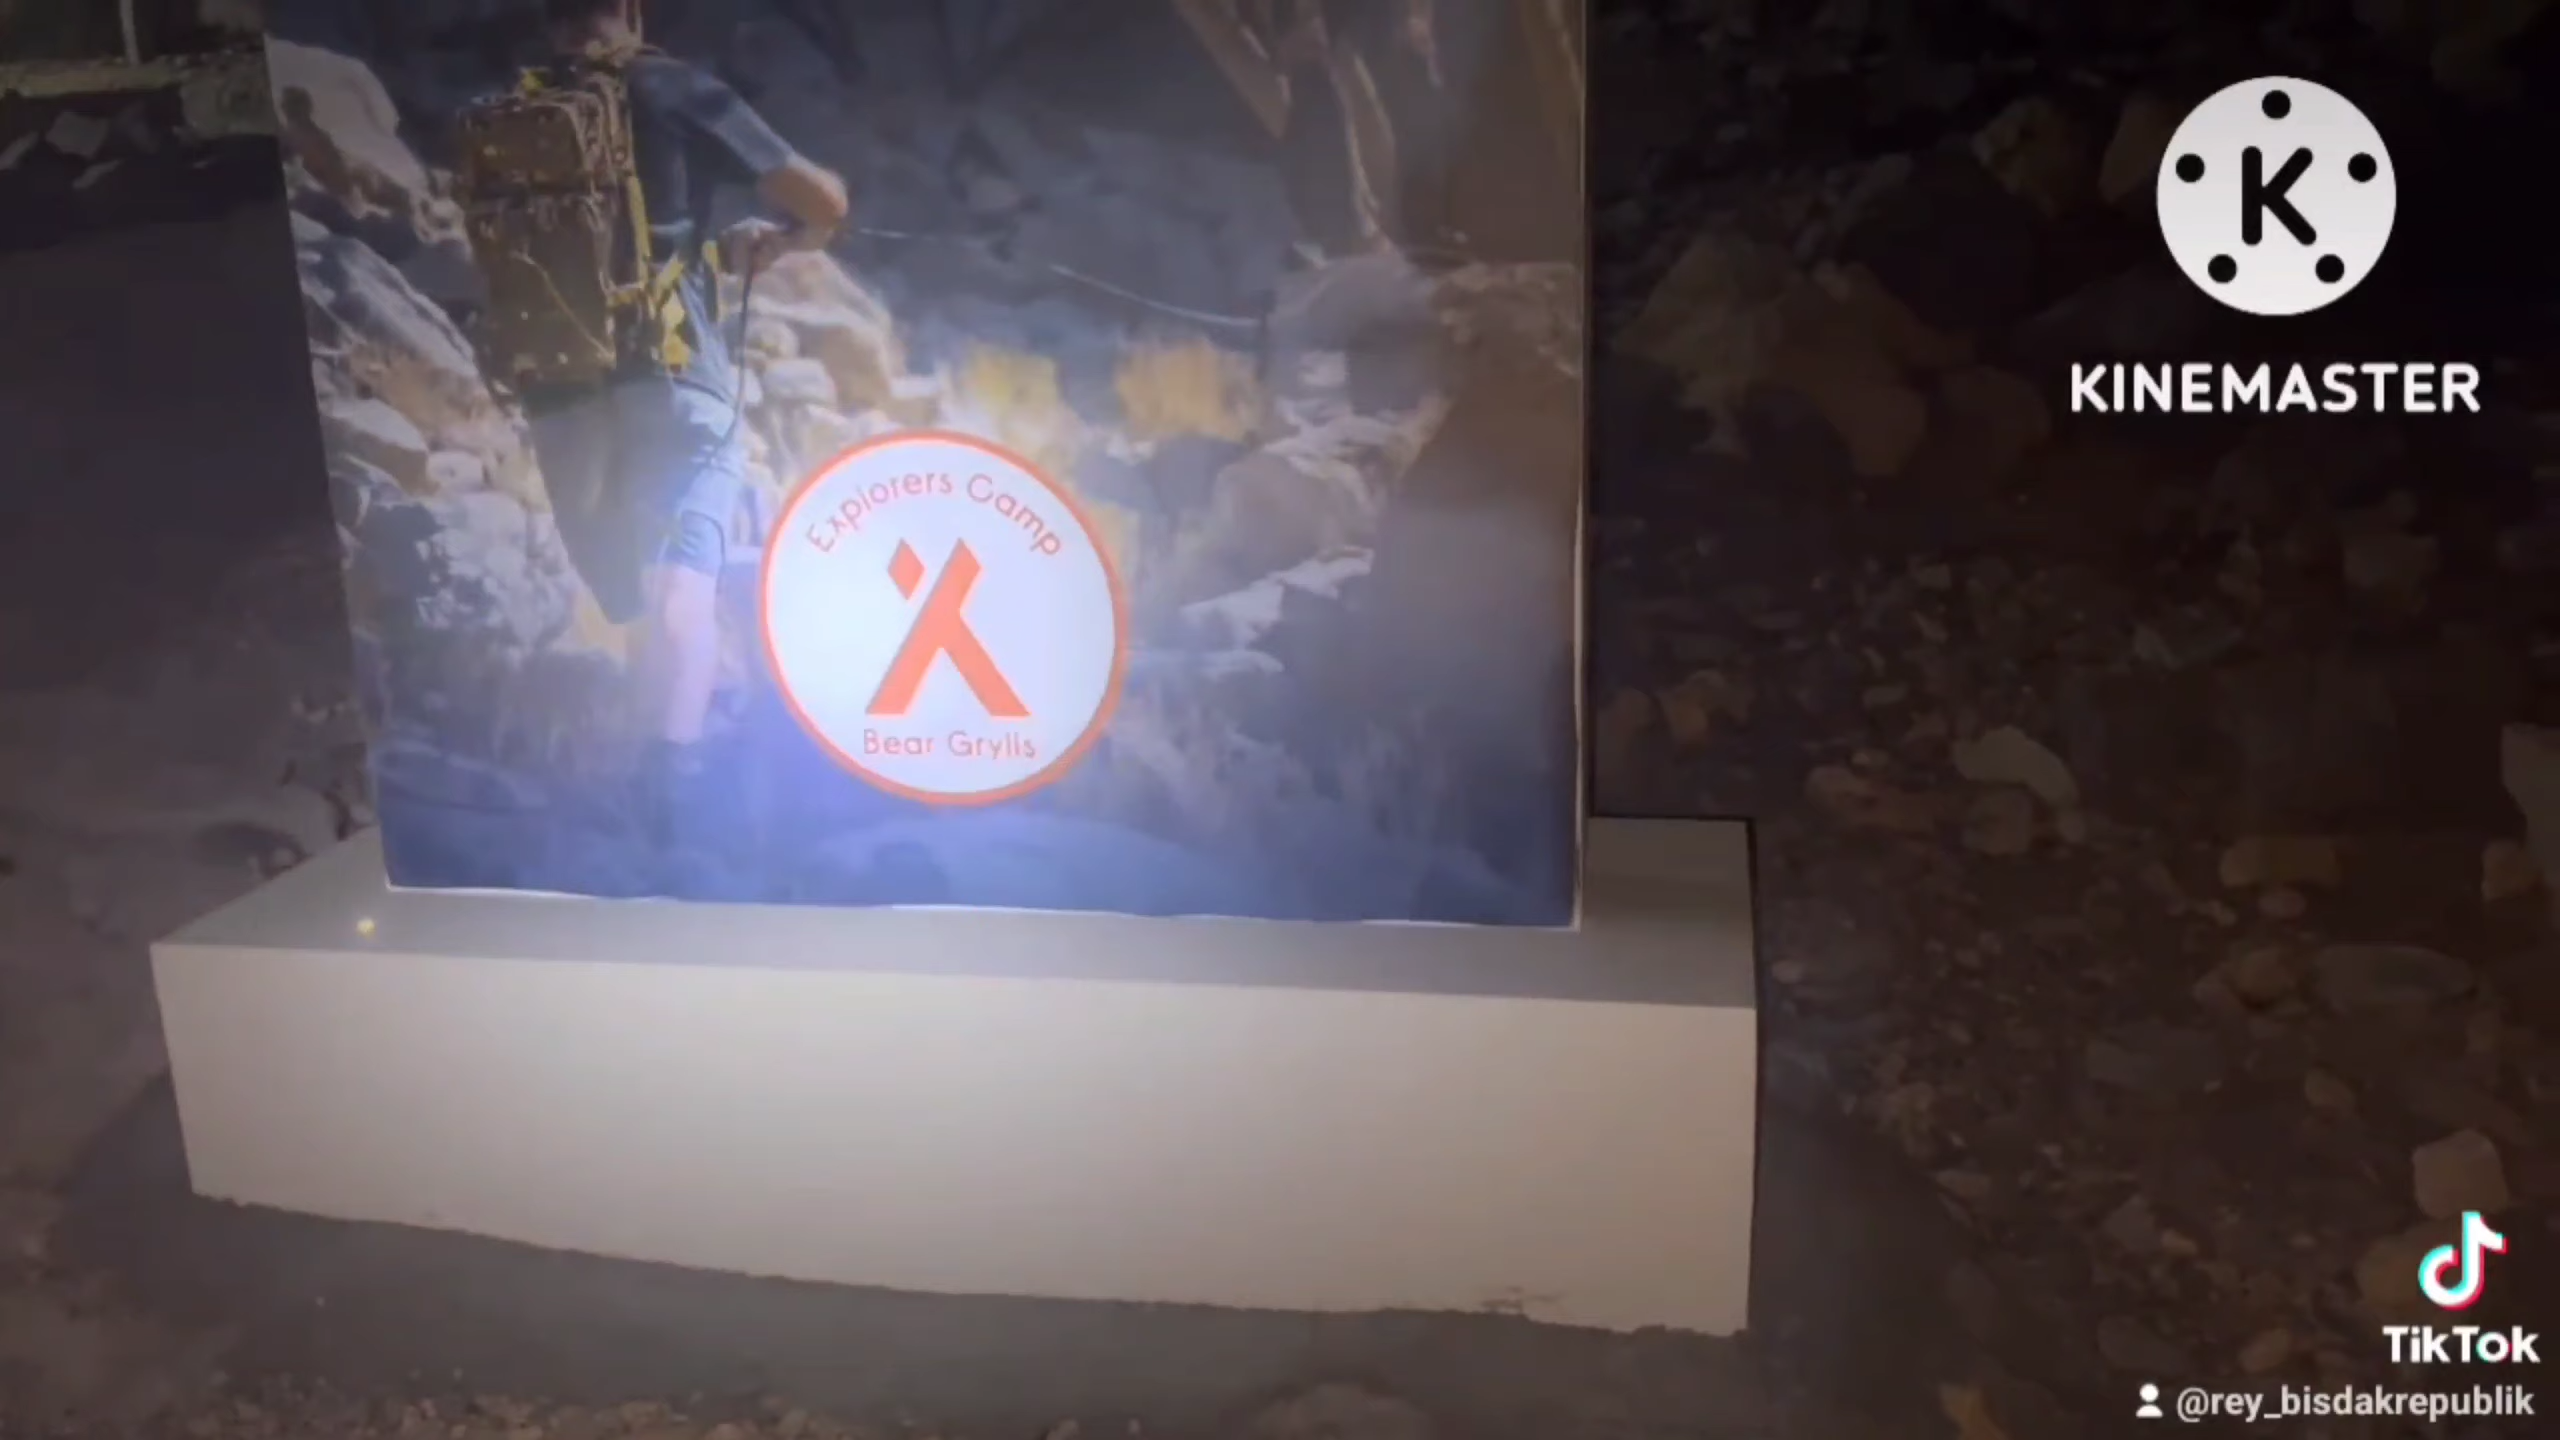 K
KINEMASTER
Explorers Camp
Bear Grylls
TikTok
@rey_bisdakrepublik